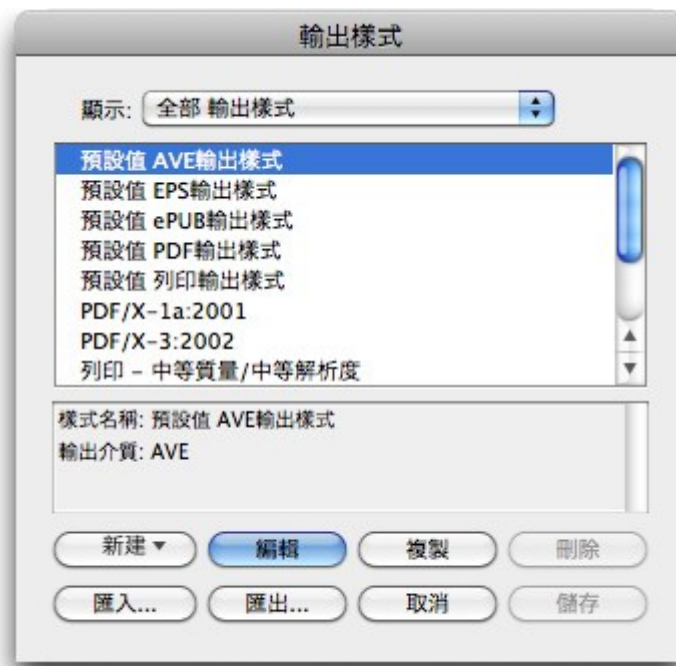 輸出樣式
顯示: 全部 輸出樣式
預設值 AVE輸出樣式
預設值 EPS輸出樣式
預設值 ePUB輸出樣式
預設值 PDF輸出樣式
預設值 列印輸出樣式
PDF/X-1a:2001
PDF/X-3:2002
列印 – 中等質量/中等解析度
樣式名稱: 預設值 AVE輸出樣式
輸出介質: AVE
新建 編輯 複製 刪除
匯入... 匯出... 取消 儲存